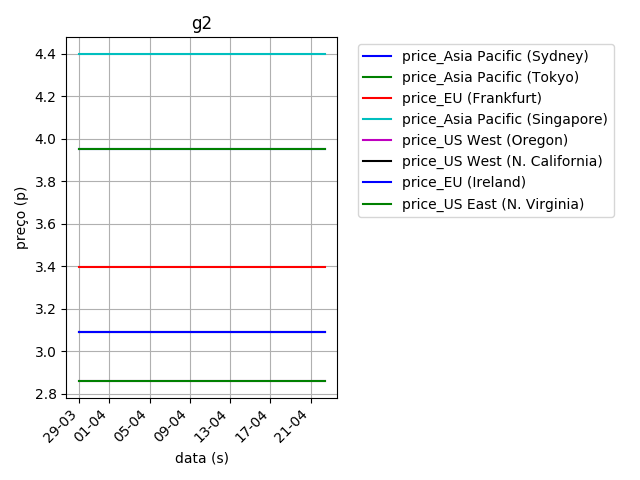 g2
4.4
4.2
4.0
3.8
3.6
3.4
3.2
3.0
2.8
preço (p)
29-03
01-04
05-04
09-04
13-04
17-04
21-04
data (s)
price_Asia Pacific (Sydney)
price_Asia Pacific (Tokyo)
price_EU (Frankfurt)
price_Asia Pacific (Singapore)
price_US West (Oregon)
price_US West (N. California)
price_EU (Ireland)
price_US East (N. Virginia)